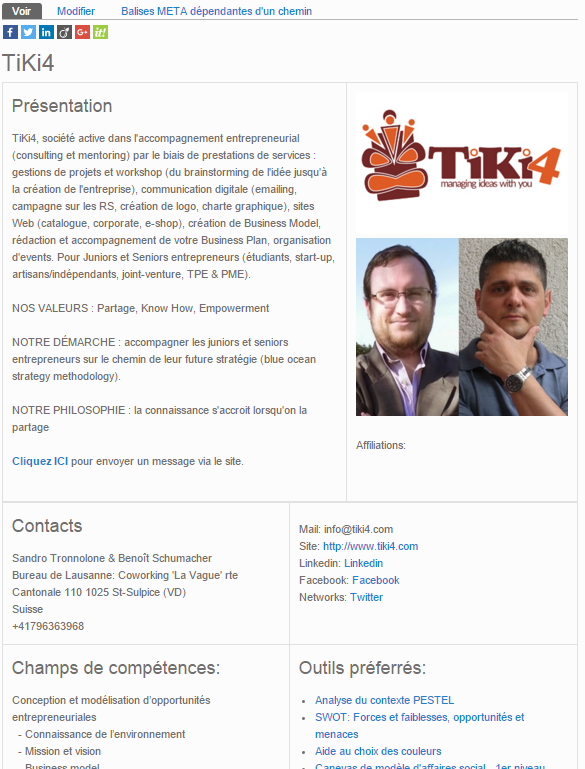 Voir Modifier Balises META dépendantes d'un chemin
TiKi4
Présentation
TiKi4, société active dans l'accompagnement entrepreneurial
(consulting et mentoring) par le biais de prestations de services :
gestions de projets et workshop (du brainstorming de l'idée jusqu'à
la création de l'entreprise), communication digitale (emailing,
campagne sur les RS, création de logo, charte graphique), sites
Web (catalogue, corporate, e-shop), création de Business Model,
rédaction et accompagnement de votre Business Plan, organisation
d'events. Pour Juniors et Seniors entrepreneurs (étudiants, start-up,
artisans/indépendants, joint-venture, TPE & PME).
NOS VALEURS : Partage, Know How, Empowerment
NOTRE DÉMARCHE : accompagner les juniors et seniors
entrepreneurs sur le chemin de leur future stratégie (blue ocean
strategy methodology).
NOTRE PHILOSOPHIE : la connaissance s'accroit lorsqu'on la
partage
Cliquez ICI pour envoyer un message via le site.
TiKi4
managing ideas with you
Affiliations:
Contacts
Sandro Tronnolone & Benoît Schumacher
Bureau de Lausanne: Coworking 'La Vague' rte
Cantonale 110 1025 St-Sulpice (VD)
Suisse
+41796363968
Mail: info@tiki4.com
Site: http://www.tiki4.com
Linkedin: Linkedin
Facebook: Facebook
Networks: Twitter
Champs de compétences:
Conception et modélisation d'opportunités
entrepreneuriales
- Connaissance de l'environnement
- Mission et vision
- Business model
Outils préferrés:
Analyse du contexte PESTEL
SWOT: Forces et faiblesses, opportunités et
menaces
Aide au choix des couleurs
Canevas de modèle d'affaires social - 1er niveau